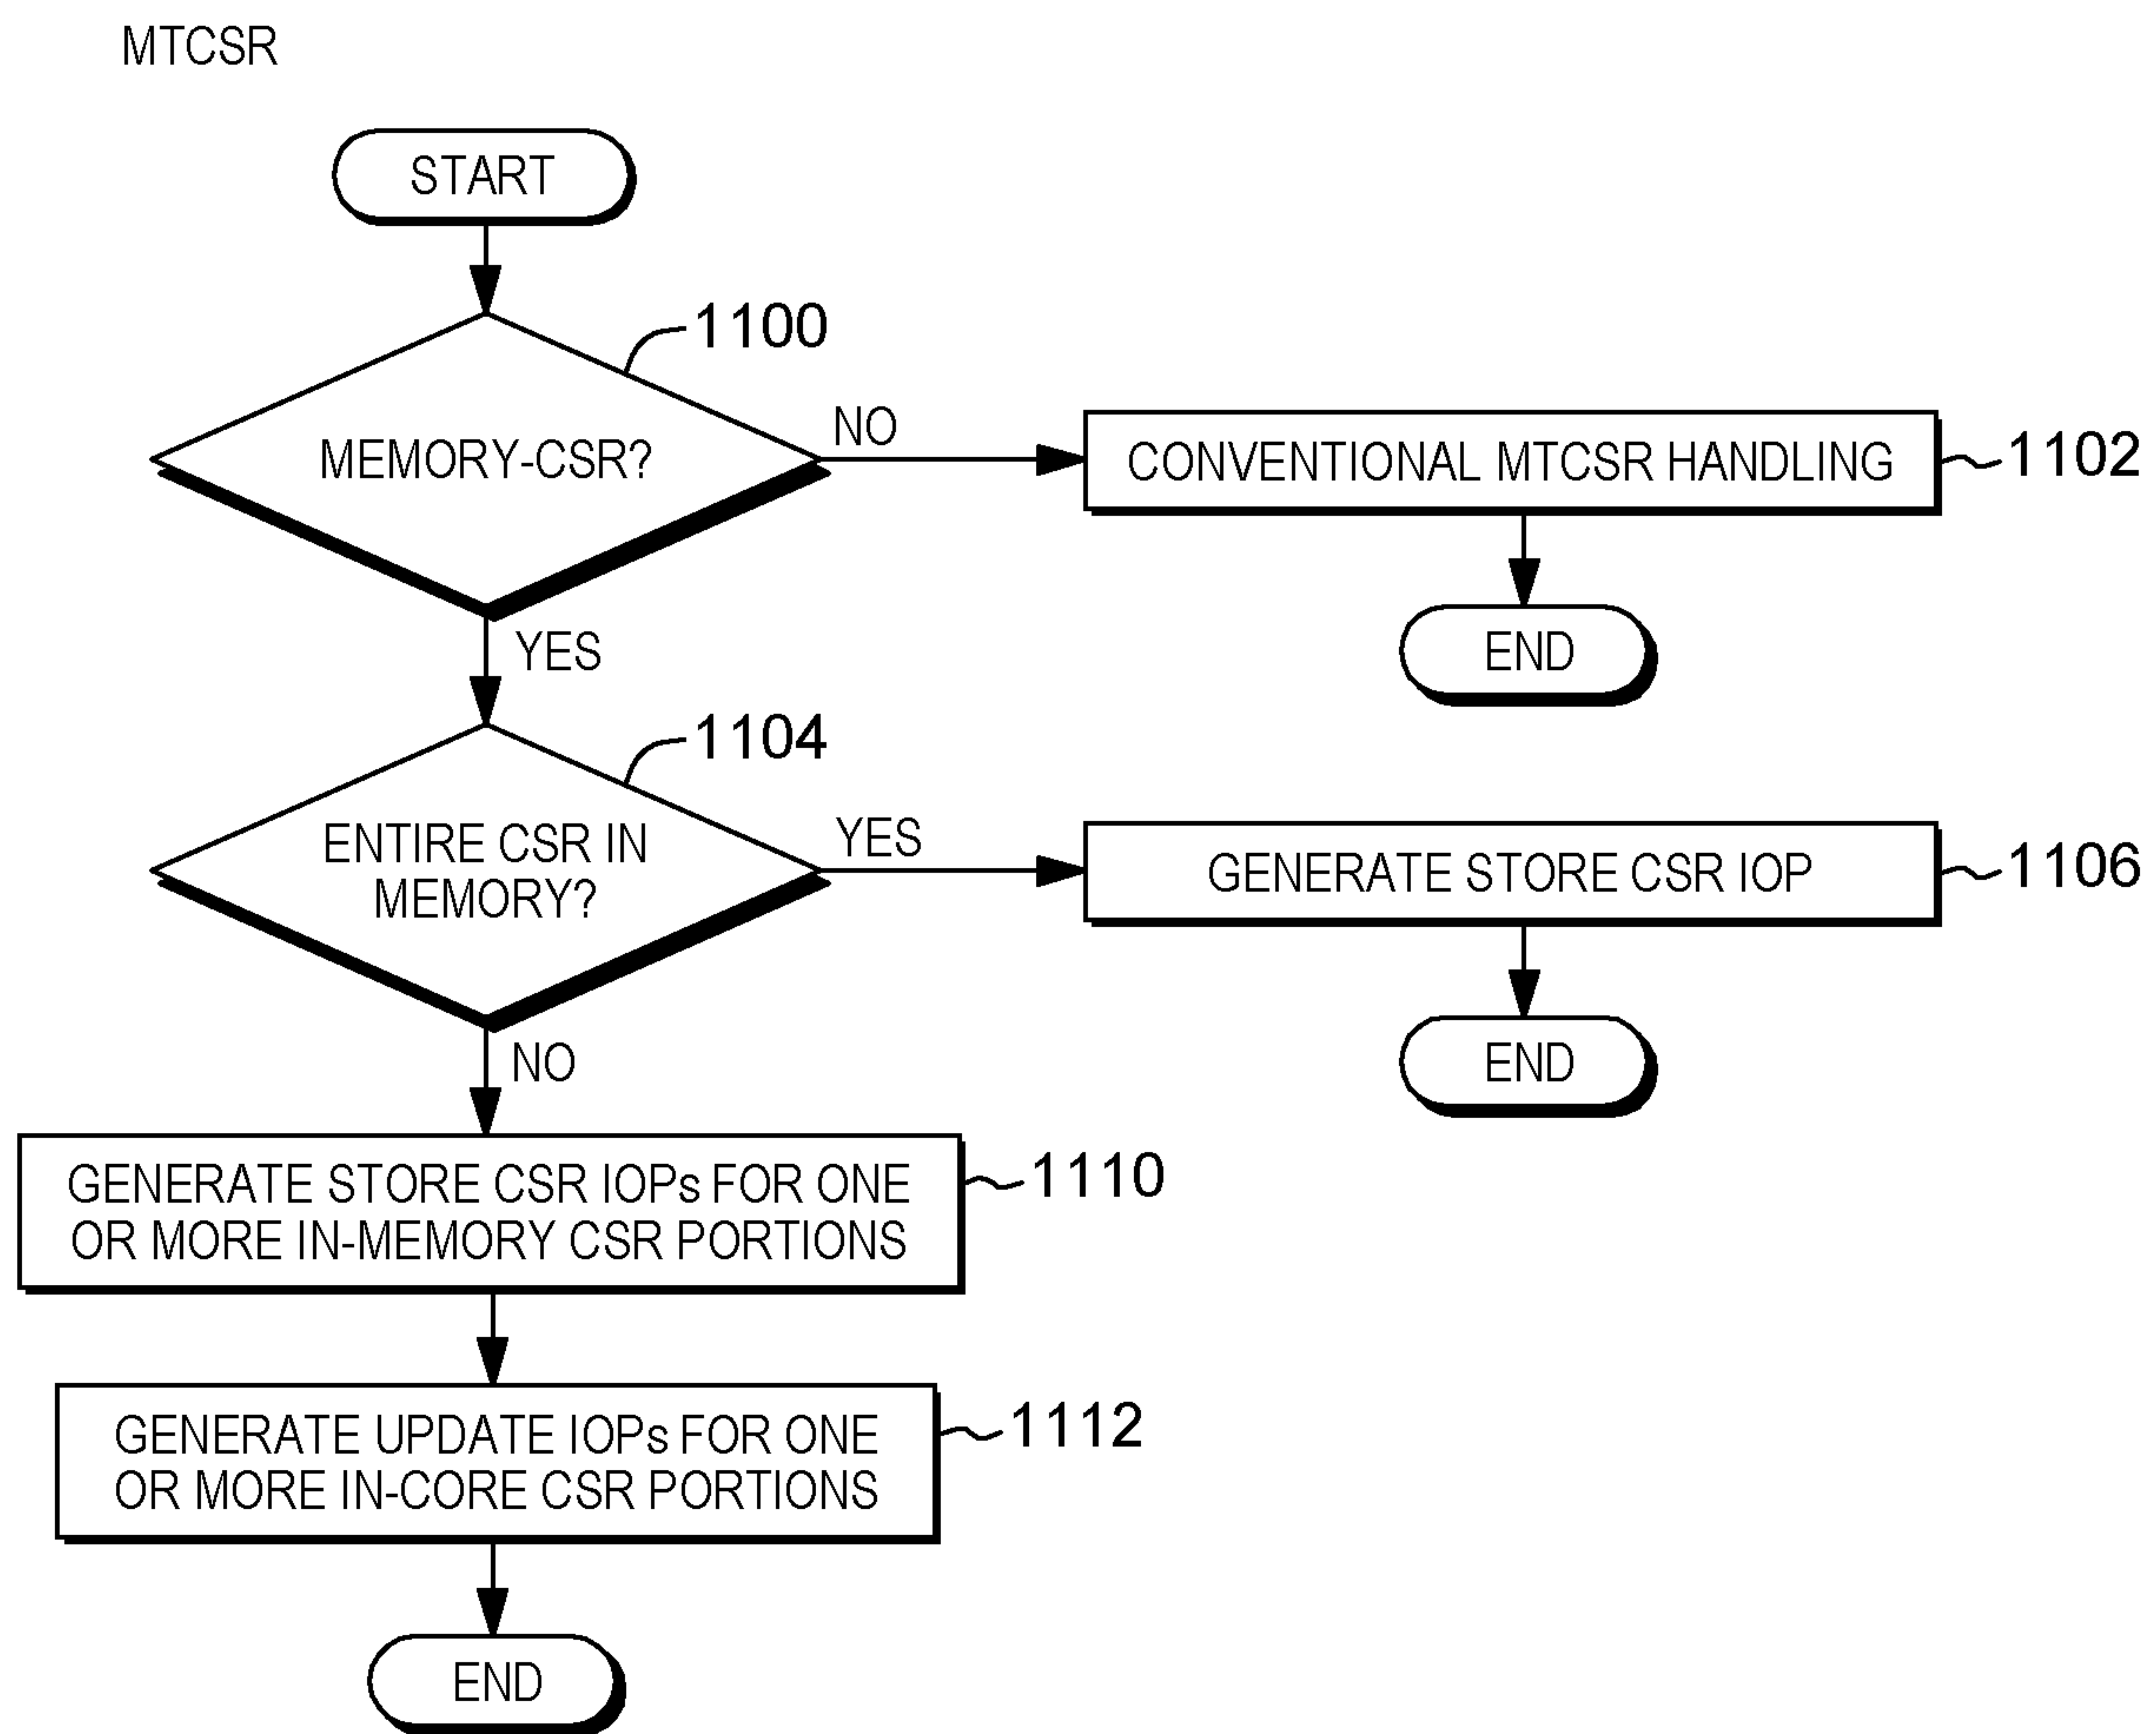 MTCSR
START
1100
MEMORY-CSR?
NO
CONVENTIONAL MTCSR HANDLING
1102
END
YES
1104
ENTIRE CSR IN
MEMORY?
YES
GENERATE STORE CSR IOP
1106
END
NO
GENERATE STORE CSR IOPs FOR ONE
OR MORE IN-MEMORY CSR PORTIONS
1110
GENERATE UPDATE IOPs FOR ONE
OR MORE IN-CORE CSR PORTIONS
1112
END